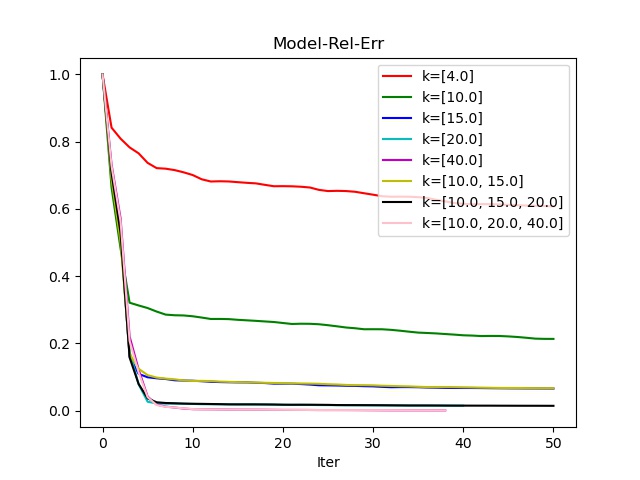 Model-Rel-Err
1.0
0.8
0.6
0.4
0.2
0.0
k=[4.0]
k=[10.0]
k=[15.0]
k=[20.0]
k=[40.0]
k=[10.0, 15.0]
k=[10.0, 15.0, 20.0]
k=[10.0, 20.0, 40.0]
0 10 20 30 40 50
Iter